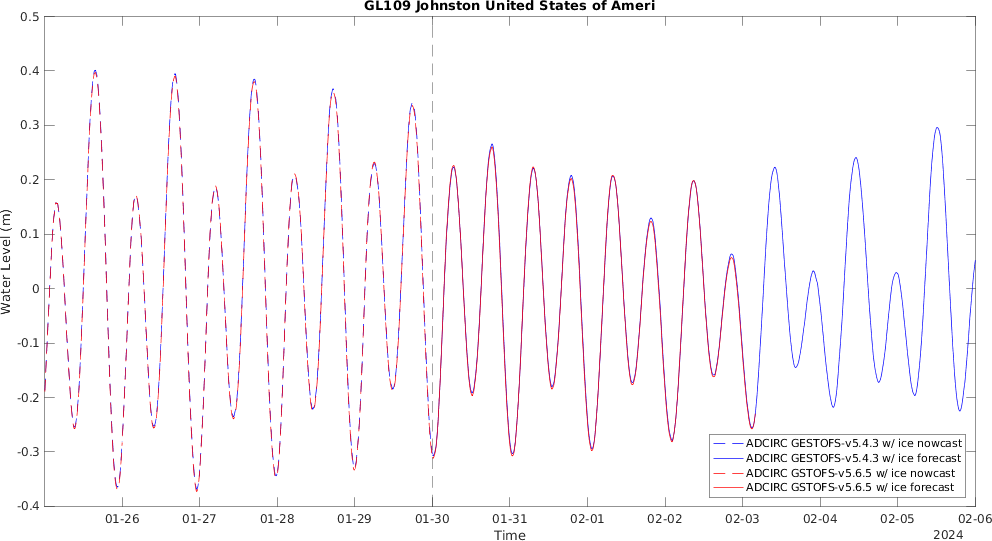 GL109 Johnston United States of Ameri
0.5
0.4
0.3
0.2
0.1
0
-0.1
-0.2
-0.3
-0.4
Water Level (m)
01-26 01-27 01-28 01-29 01-30 01-31 02-01 02-02 02-03 02-04 02-05 02-06
Time
2024
ADCIRC GESTOFS-v5.4.3 w/ ice nowcast
ADCIRC GESTOFS-v5.4.3 w/ ice forecast
ADCIRC GSTOFS-v5.6.5 w/ ice nowcast
ADCIRC GSTOFS-v5.6.5 w/ ice forecast